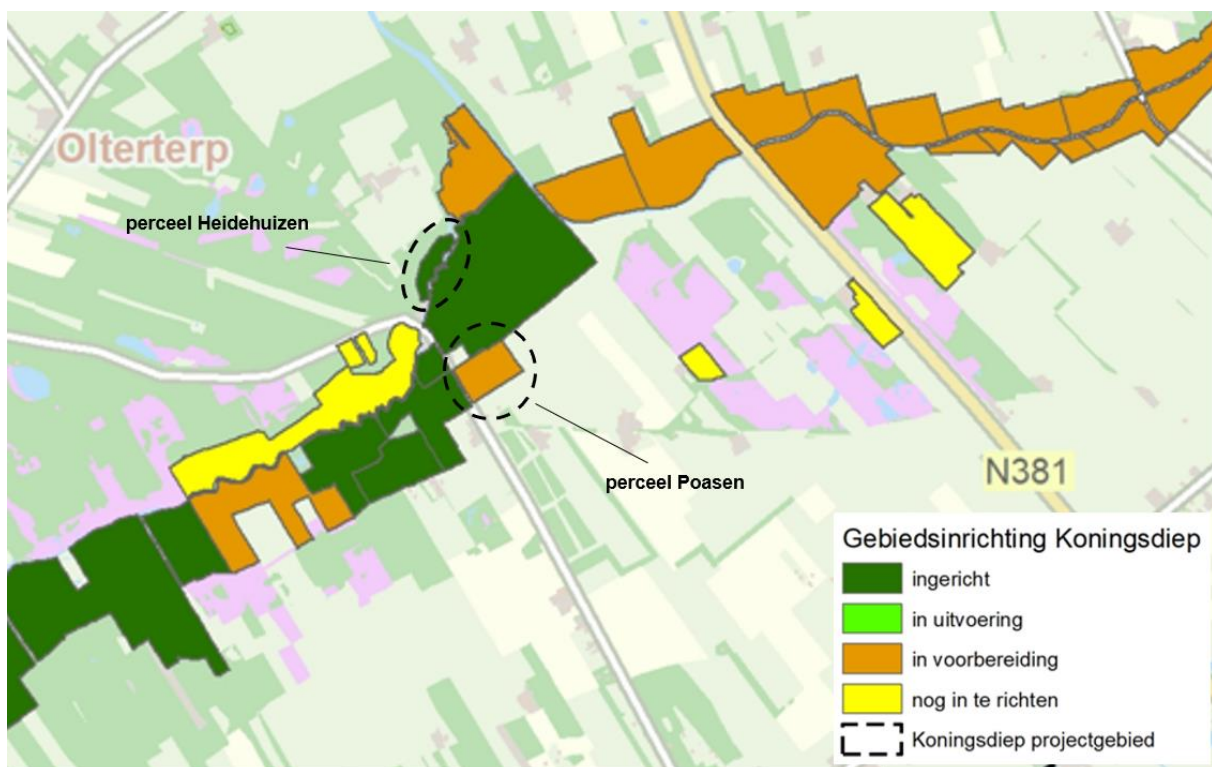 Olterterp
perceel Heidehuizen
perceel Poasen
N381
Gebiedsinrichting Koningsdiep
ingericht
in uitvoering
in voorbereiding
nog in te richten
Koningsdiep projectgebied